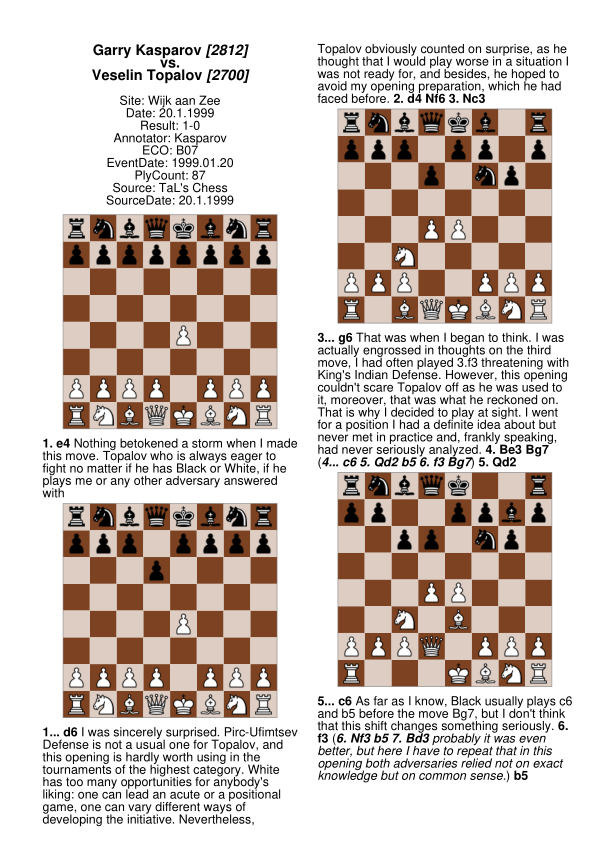 Garry Kasparov [2812]
vs.
Veselin Topalov [2700]
Site: Wijk aan Zee
Date: 20.1.1999
Result: 1-0
Annotator: Kasparov
ECO: B07
EventDate: 1999.01.20
PlyCount: 87
Source: TaL's Chess
SourceDate: 20.1.1999
1. e4 Nothing betokened a storm when I made
this move. Topalov who is always eager to
fight no matter if he has Black or White, if he
plays me or any other adversary answered
with
1... d6 I was sincerely surprised. Pirc-Ufimtsev
Defense is not a usual one for Topalov, and
this opening is hardly worth using in the
tournaments of the highest category. White
has too many opportunities for anybody's
liking: one can lead an acute or a positional
game, one can vary different ways of
developing the initiative. Nevertheless,
Topalov obviously counted on surprise, as he
thought that I would play worse in a situation I
was not ready for, and besides, he hoped to
avoid my opening preparation, which he had
faced before. 2. d4 Nf6 3. Nc3
3... g6 That was when I began to think. I was
actually engrossed in thoughts on the third
move, I had often played 3.f3 threatening with
King's Indian Defense. However, this opening
couldn't scare Topalov off as he was used to
it, moreover, that was what he reckoned on.
That is why I decided to play at sight. I went
for a position I had a definite idea about but
never met in practice and, frankly speaking,
had never seriously analyzed. 4. Be3 Bg7
(4... c6 5. Qd2 b5 6. f3 Bg7) 5. Qd2
5... c6 As far as I know, Black usually plays c6
and b5 before the move Bg7, but I don't think
that this shift changes something seriously. 6.
f3 (6. Nf3 b5 7. Bd3 probably it was even
better, but here I have to repeat that in this
opening both adversaries relied not on exact
knowledge but on common sense.) b5